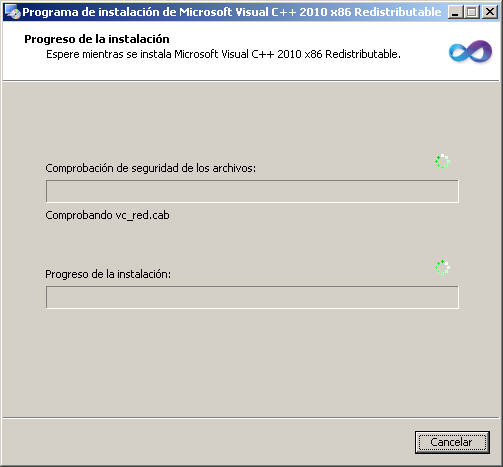 Programa de instalación de Microsoft Visual C++ 2010 x86 Redistributable
Progreso de la instalación
Espere mientras se instala Microsoft Visual C++ 2010 x86 Redistributable.
Comprobación de seguridad de los archivos:
Comprobando vc_red.cab
Progreso de la instalación:
Cancelar